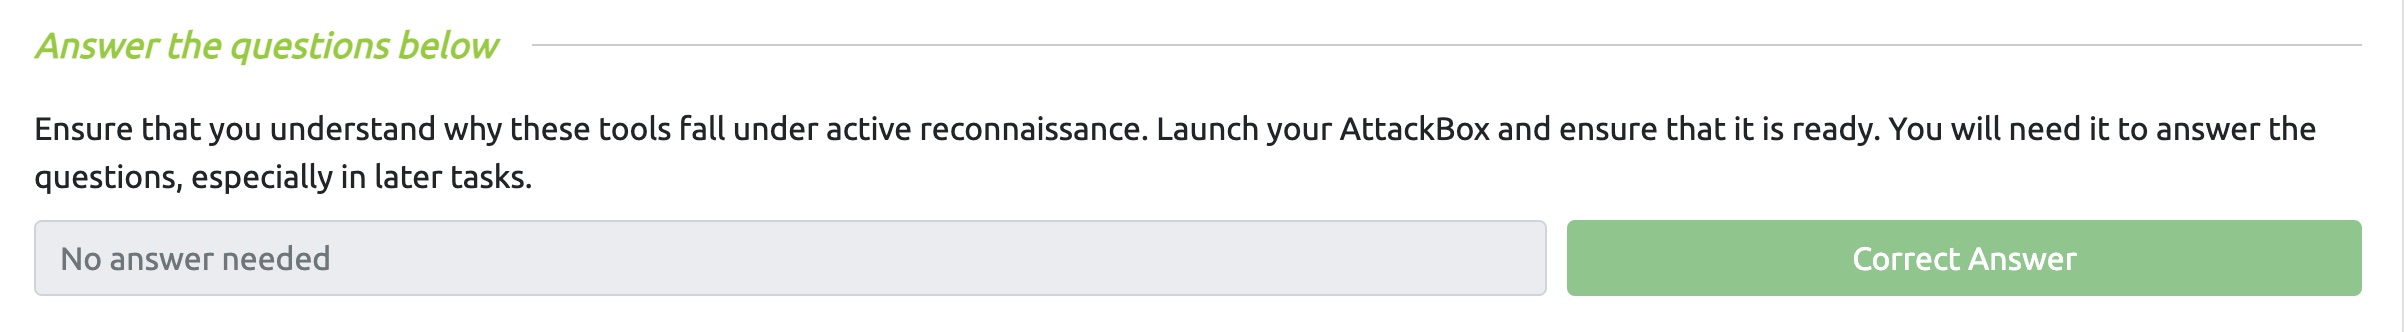 Answer the questions below
Ensure that you understand why these tools fall under active reconnaissance. Launch your AttackBox and ensure that it is ready. You will need it to answer the
questions, especially in later tasks.
No answer needed
Correct Answer